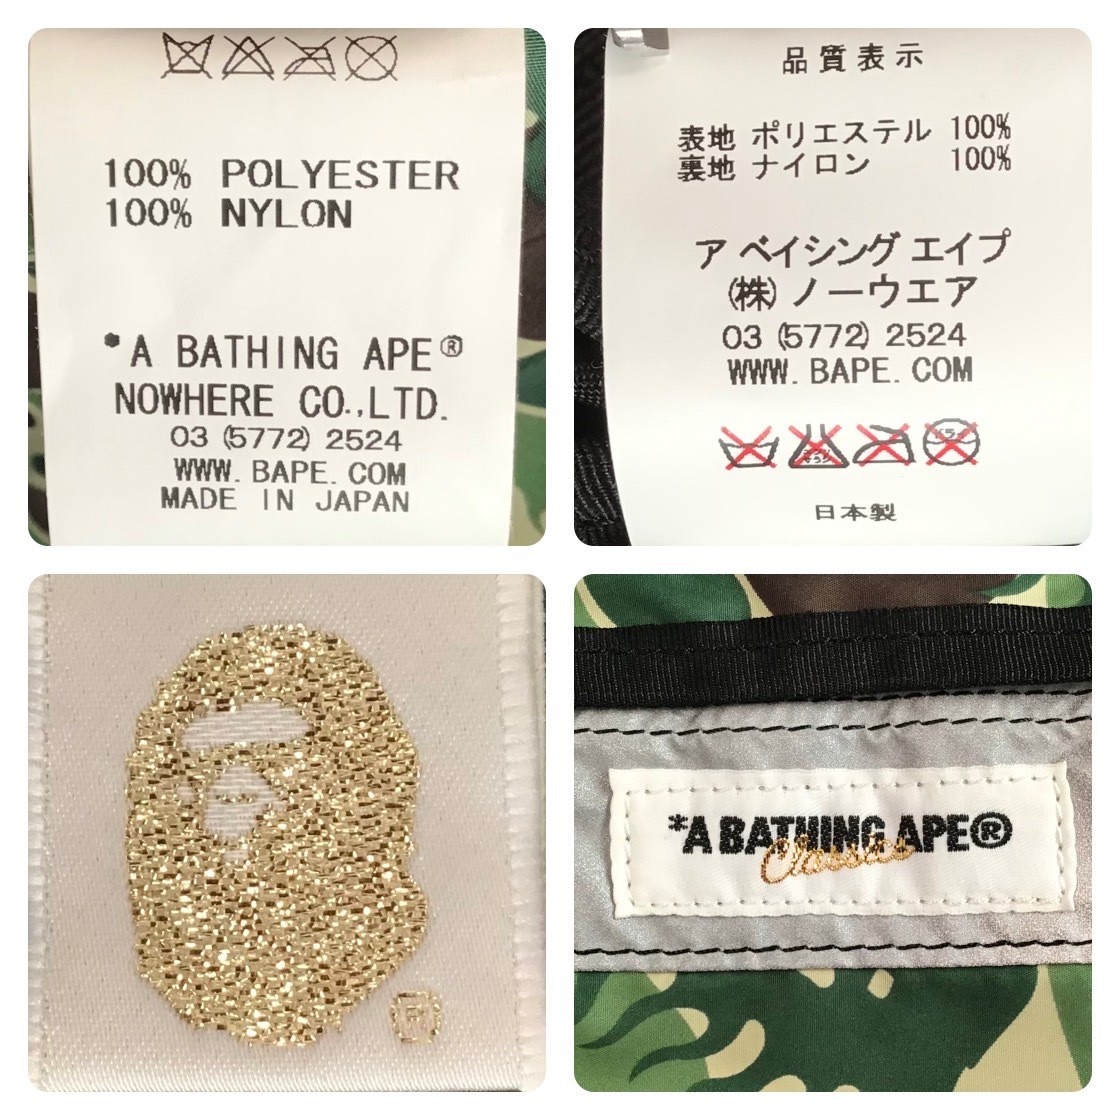 100% POLYESTER
100% NYLON
*A BATHING APE®
NOWHERE CO.,LTD.
03 (5772) 2524
WWW. BAPE. COM
MADE IN JAPAN
品質表示
表地 ポリエステル 100%
裏地 ナイロン 100%
ア ベイシング エイプ
(株) ノーウエア
03 (5772) 2524
WWW. BAPE. COM
日本製
®
*A BATHING APE®
Classics